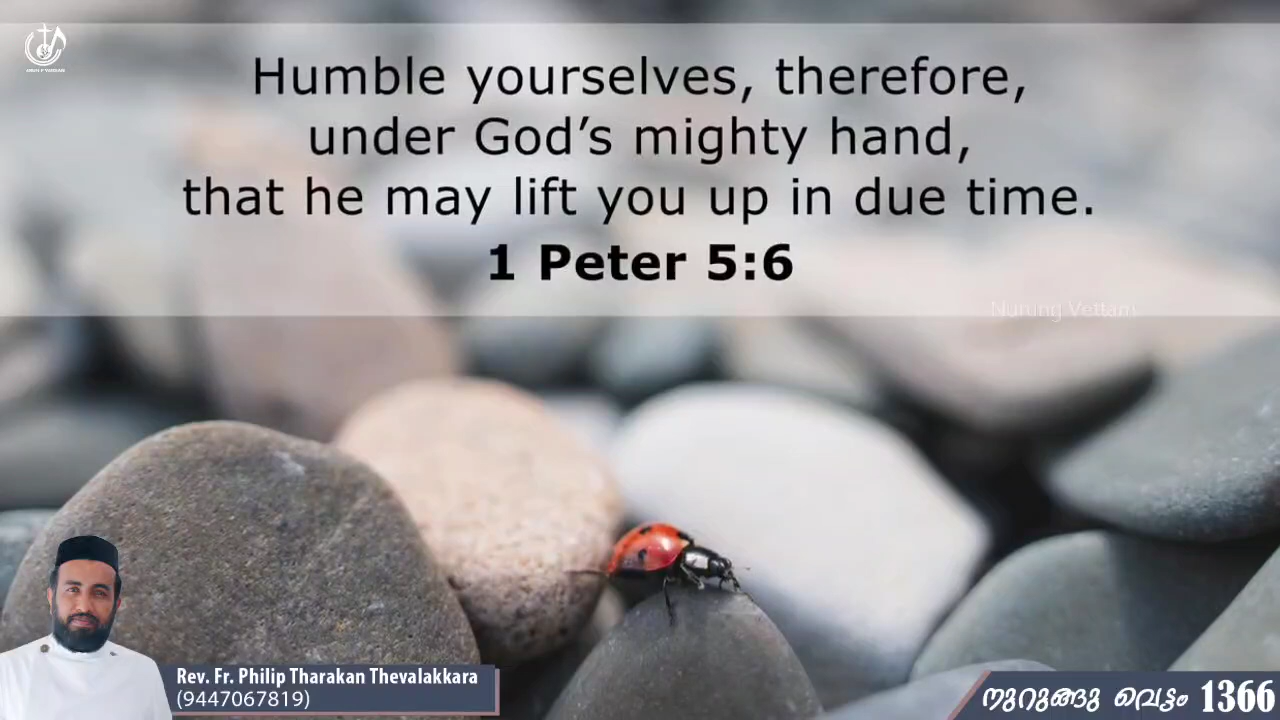 Humble yourselves, therefore,
under God’s mighty hand,
that he may lift you up in due time.
1 Peter 5:6
Nurung Vettam
Rev. Fr. Philip Tharakan Thevalakkara
(9447067819)
നുറുങ്ങു വെട്ടം 1366